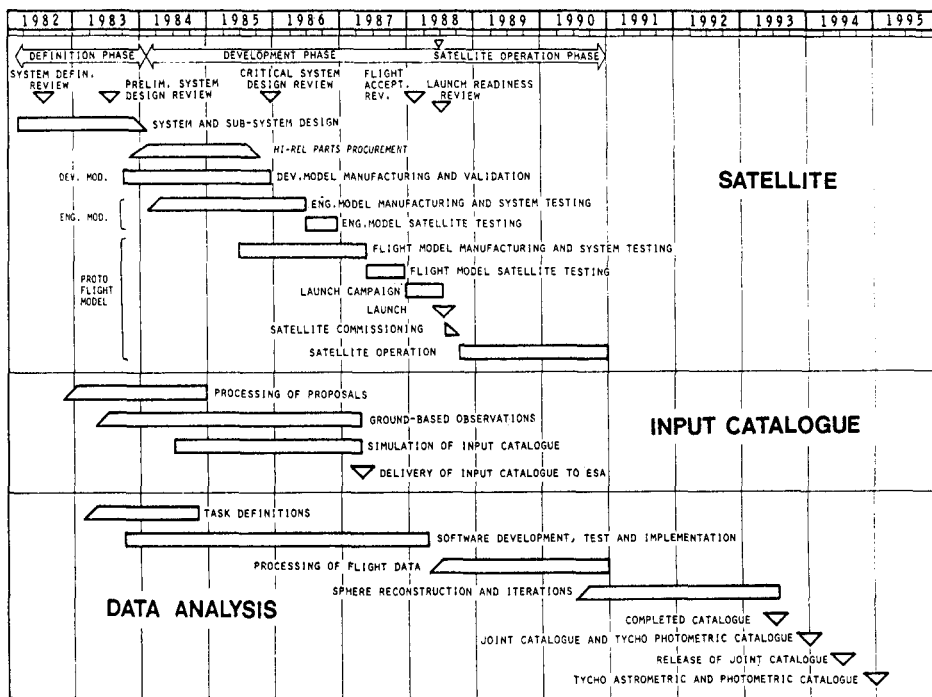 1982 1983 1984 1985 1986 1987 1988 1989 1990 1991 1992 1993 1994 1995
DEFINITION PHASE DEVELOPMENT PHASE SATELLITE OPERATION PHASE
SYSTEM DEFIN.
REVIEW
PRELIM. SYSTEM
DESIGN REVIEW
CRITICAL SYSTEM
DESIGN REVIEW
FLIGHT
ACCEPT.
REV.
LAUNCH READINESS
REVIEW
SYSTEM AND SUB-SYSTEM DESIGN
HI-REL PARTS PROCUREMENT
DEV. MOD.
DEV.MODEL MANUFACTURING AND VALIDATION
SATELLITE
ENG.MODEL MANUFACTURING AND SYSTEM TESTING
ENG. MOD.
ENG.MODEL SATELLITE TESTING
FLIGHT MODEL MANUFACTURING AND SYSTEM TESTING
FLIGHT MODEL SATELLITE TESTING
PROTO
FLIGHT
MODEL
LAUNCH CAMPAIGN
LAUNCH
SATELLITE COMMISSIONING
SATELLITE OPERATION
PROCESSING OF PROPOSALS
GROUND-BASED OBSERVATIONS
INPUT CATALOGUE
SIMULATION OF INPUT CATALOGUE
DELIVERY OF INPUT CATALOGUE TO ESA
TASK DEFINITIONS
SOFTWARE DEVELOPMENT, TEST AND IMPLEMENTATION
PROCESSING OF FLIGHT DATA
SPHERE RECONSTRUCTION AND ITERATIONS
DATA ANALYSIS
COMPLETED CATALOGUE
JOINT CATALOGUE AND TYCHO PHOTOMETRIC CATALOGUE
RELEASE OF JOINT CATALOGUE
TYCHO ASTROMETRIC AND PHOTOMETRIC CATALOGUE